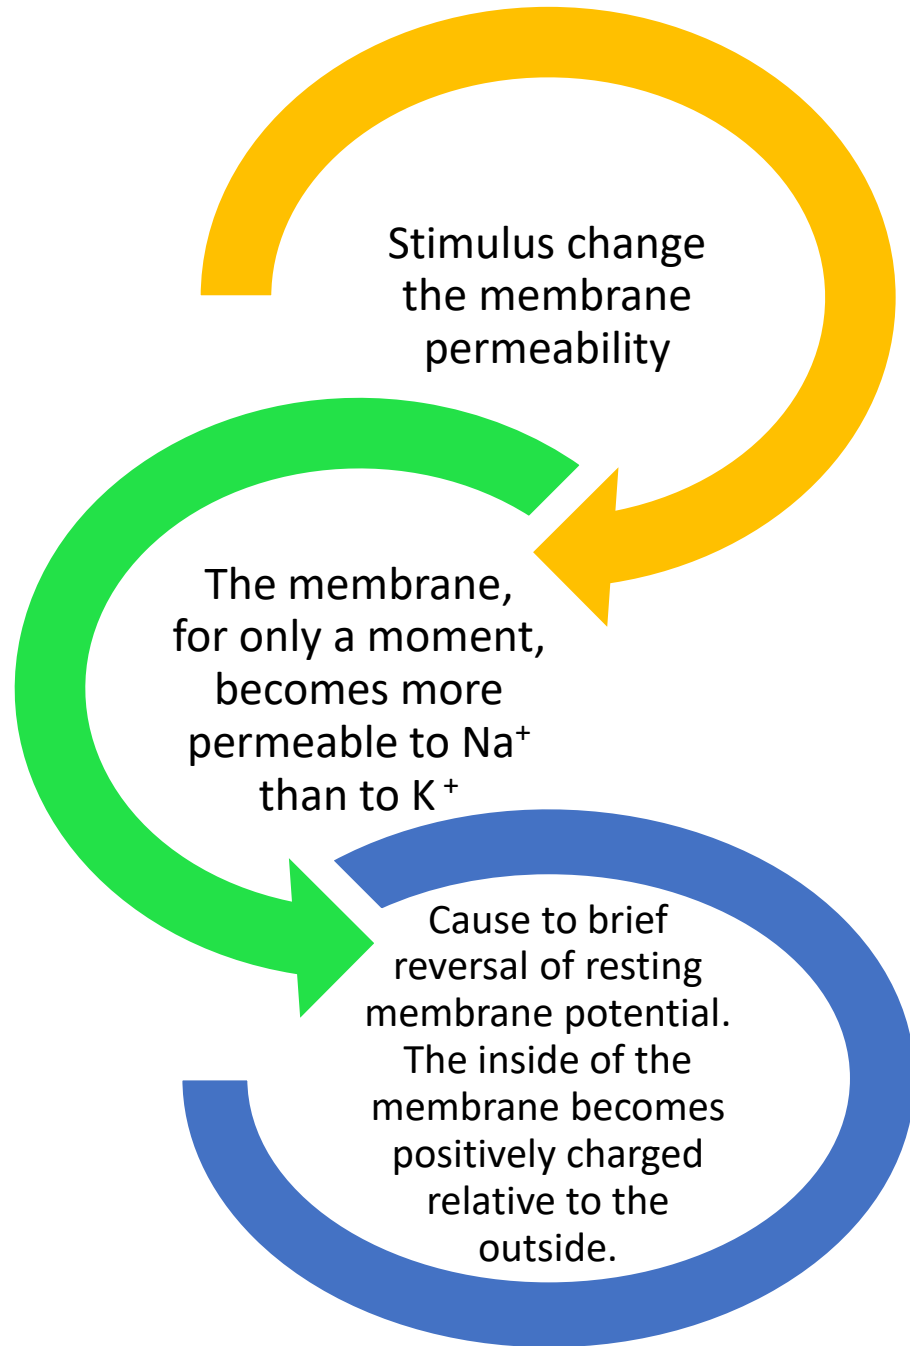 Stimulus change
the membrane
permeability
The membrane,
for only a moment,
becomes more
permeable to Na⁺
than to K ⁺
Cause to brief
reversal of resting
membrane potential.
The inside of the
membrane becomes
positively charged
relative to the
outside.